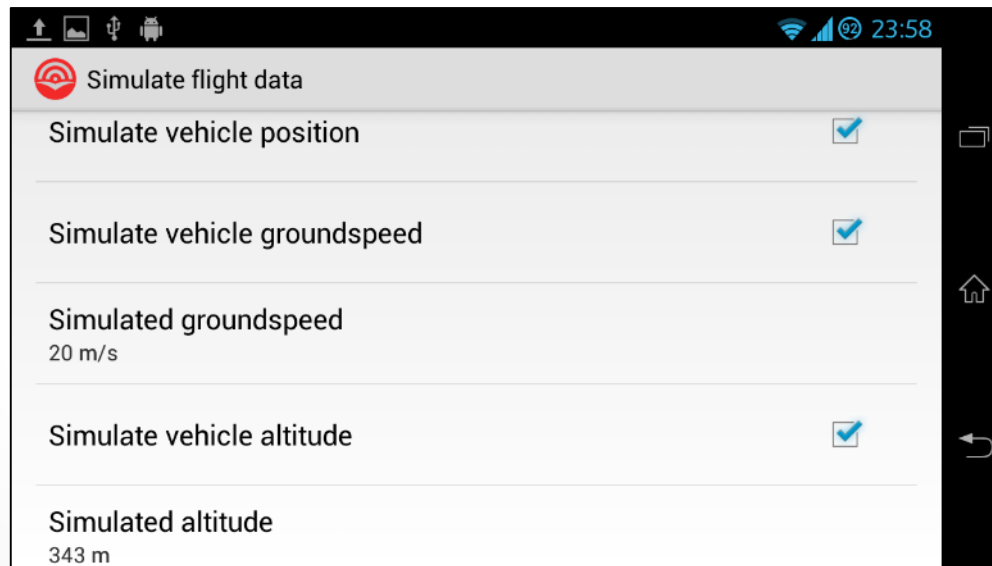 92 23:58
Simulate flight data
Simulate vehicle position
Simulate vehicle groundspeed
Simulated groundspeed
20 m/s
Simulate vehicle altitude
Simulated altitude
343 m